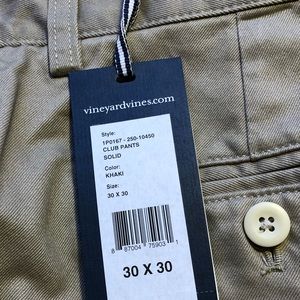 vineyardvines.com
Style:
1P0167 - 250-10450
CLUB PANTS
SOLID
Color:
KHAKI
Size:
30 X 30
8 87004 75903 1
30 X 30